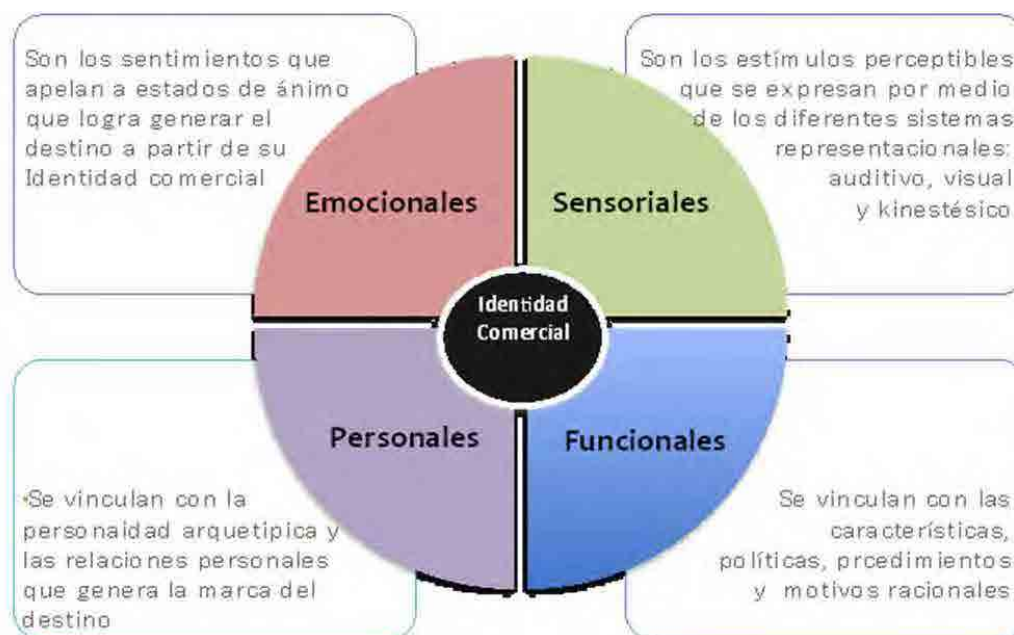 Son los sentimientos que
apelan a estados de ánimo
que logra generar el
destino a partir de su
Identidad comercial
Son los estímulos perceptibles
que se expresan por medio
de los diferentes sistemas
representacionales:
auditivo, visual
y kinestésico
Emocionales
Sensoriales
Identidad
Comercial
Personales
Funcionales
•Se vinculan con la
personaidad arquetipica y
las relaciones personales
que genera la marca del
destino
Se vinculan con las
características,
políticas, prcedimientos
y motivos racionales